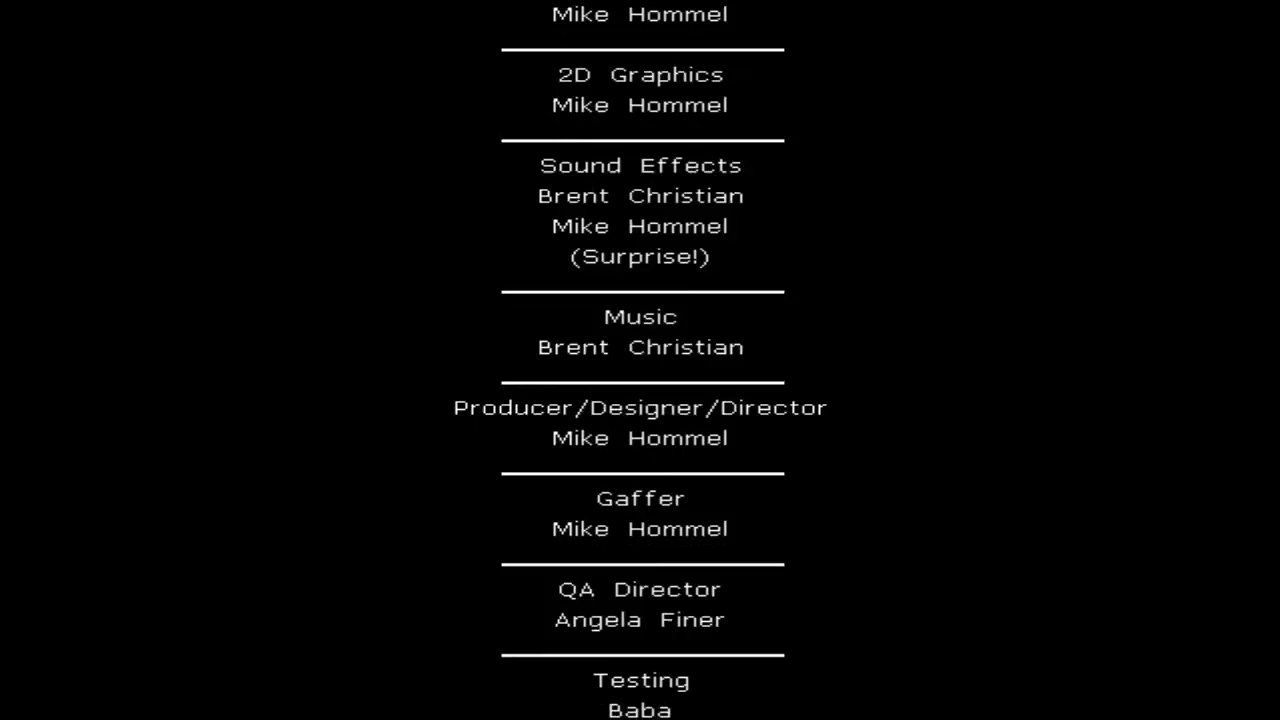 Mike Hommel
2D Graphics
Mike Hommel
Sound Effects
Brent Christian
Mike Hommel
(Surprise!)
Music
Brent Christian
Producer/Designer/Director
Mike Hommel
Gaffer
Mike Hommel
QA Director
Angela Finer
Testing
Baba